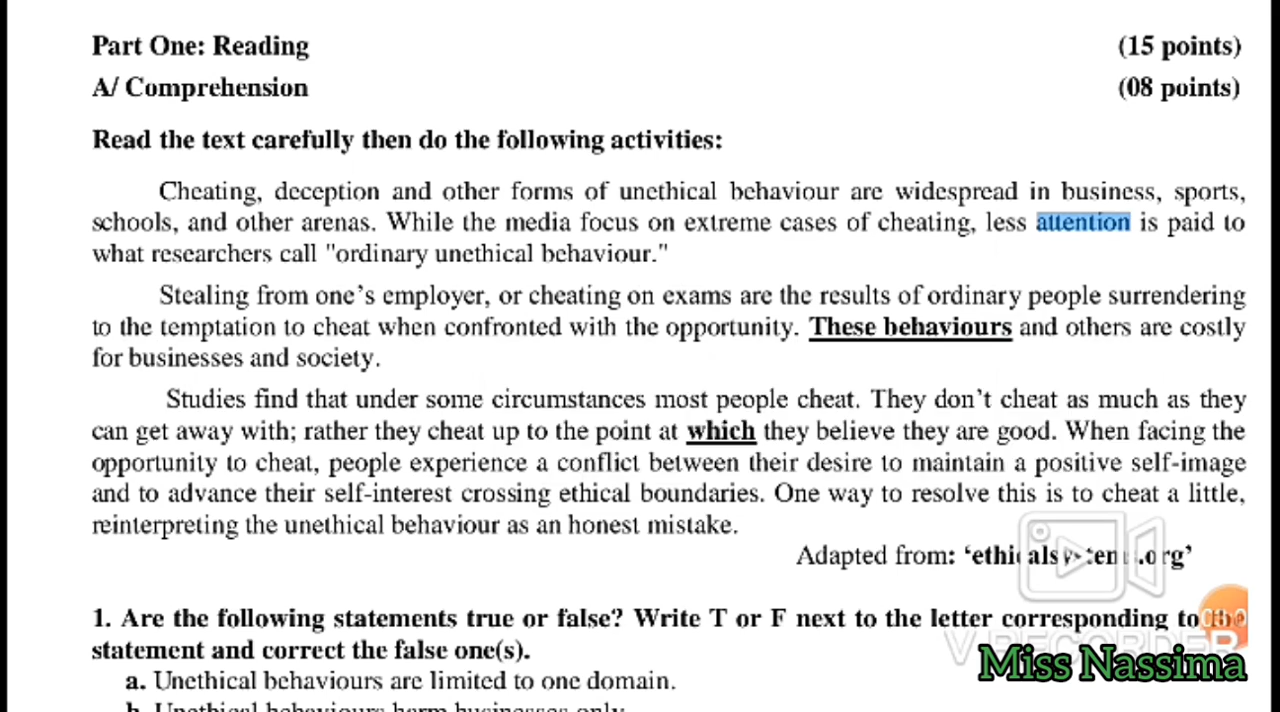 Part One: Reading (15 points)
A/ Comprehension (08 points)
Read the text carefully then do the following activities:
Cheating, deception and other forms of unethical behaviour are widespread in business, sports,
schools, and other arenas. While the media focus on extreme cases of cheating, less attention is paid to
what researchers call "ordinary unethical behaviour."
Stealing from one's employer, or cheating on exams are the results of ordinary people surrendering
to the temptation to cheat when confronted with the opportunity. These behaviours and others are costly
for businesses and society.
Studies find that under some circumstances most people cheat. They don't cheat as much as they
can get away with; rather they cheat up to the point at which they believe they are good. When facing the
opportunity to cheat, people experience a conflict between their desire to maintain a positive self-image
and to advance their self-interest crossing ethical boundaries. One way to resolve this is to cheat a little,
reinterpreting the unethical behaviour as an honest mistake.
Adapted from: 'ethicalsystems.org'
1. Are the following statements true or false? Write T or F next to the letter corresponding to the
statement and correct the false one(s).
V RECORDER
Miss Nassima
a. Unethical behaviours are limited to one domain.
b. Unethical behaviours harm businesses only.